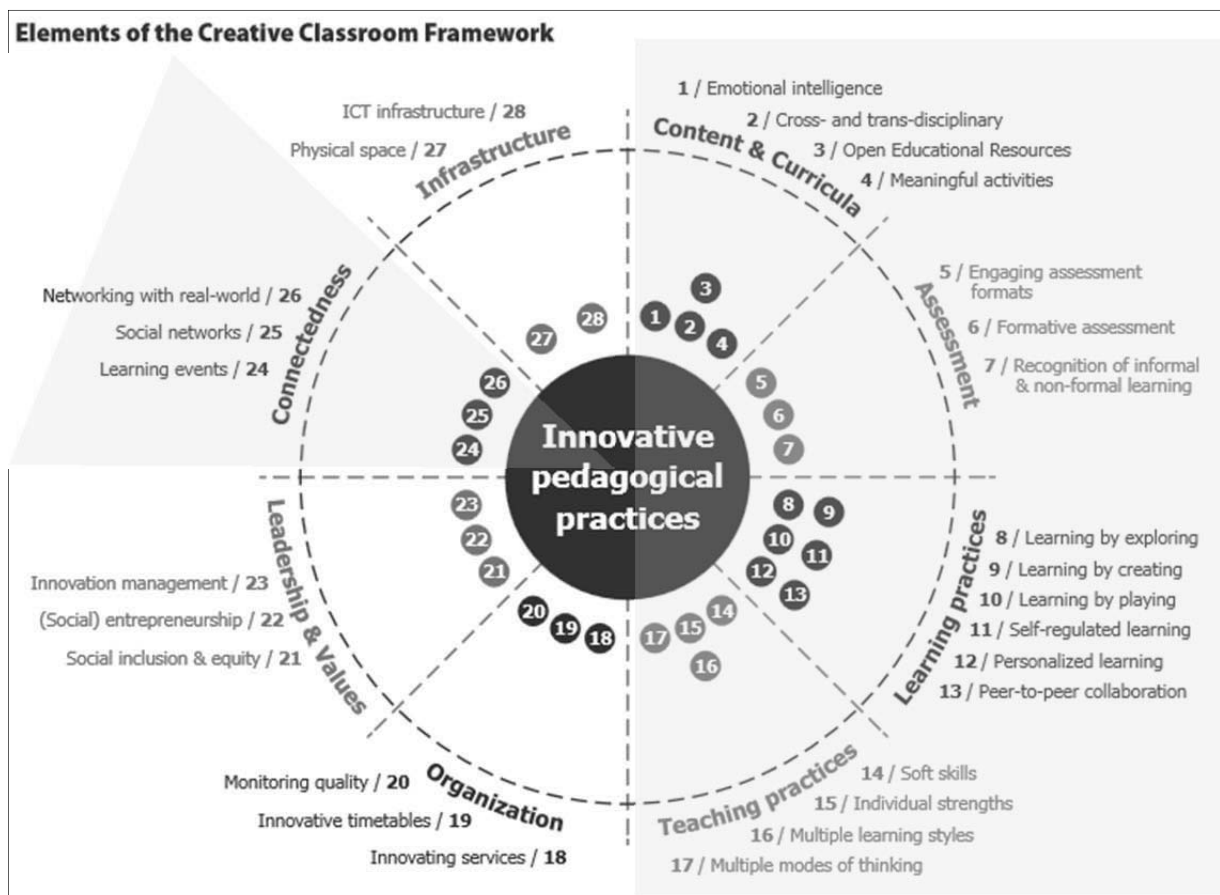 Elements of the Creative Classroom Framework
1 / Emotional intelligence
2 / Cross- and trans-disciplinary
3 / Open Educational Resources
4 / Meaningful activities
Content & Curricula
5 / Engaging assessment
formats
6 / Formative assessment
7 / Recognition of informal
& non-formal learning
Assessment
8 / Learning by exploring
9 / Learning by creating
10 / Learning by playing
11 / Self-regulated learning
12 / Personalized learning
13 / Peer-to-peer collaboration
Learning practices
14 / Soft skills
15 / Individual strengths
16 / Multiple learning styles
17 / Multiple modes of thinking
Teaching practices
Organization
Monitoring quality / 20
Innovative timetables / 19
Innovating services / 18
Leadership & Values
Innovation management / 23
(Social) entrepreneurship / 22
Social inclusion & equity / 21
Connectedness
Networking with real-world / 26
Social networks / 25
Learning events / 24
Infrastructure
ICT infrastructure / 28
Physical space / 27
Innovative
pedagogical
practices
1
2
3
4
5
6
7
8
9
10
11
12
13
14
15
16
17
18
19
20
21
22
23
24
25
26
27
28